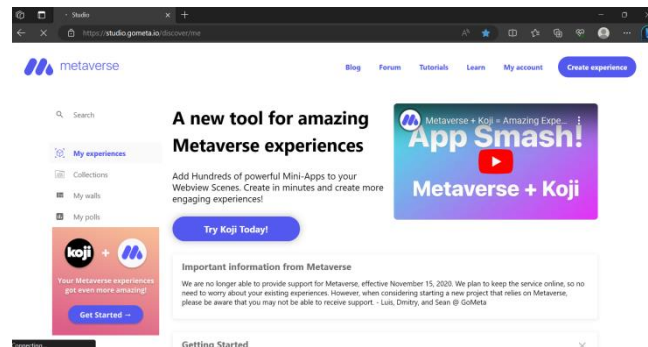 Studio
https://studio.gometa.io/discover/me
metaverse
Blog Forum Tutorials Learn My account Create experience
Search
My experiences
Collections
My walls
My polls
koji + 
Your Metaverse experiences
got even more amazing!
Get Started →
A new tool for amazing
Metaverse experiences
Add Hundreds of powerful Mini-Apps to your
Webview Scenes. Create in minutes and create more
engaging experiences!
Try Koji Today!
Metaverse + Koji = Amazing Expe...
App Smash!
Metaverse + Koji
Important information from Metaverse
We are no longer able to provide support for Metaverse, effective November 15, 2020. We plan to keep the service online, so no
need to worry about your existing experiences. However, when considering starting a new project that relies on Metaverse,
please be aware that you may not be able to receive support. - Luis, Dmitry, and Sean @ GoMeta
Getting Started
Connecting...